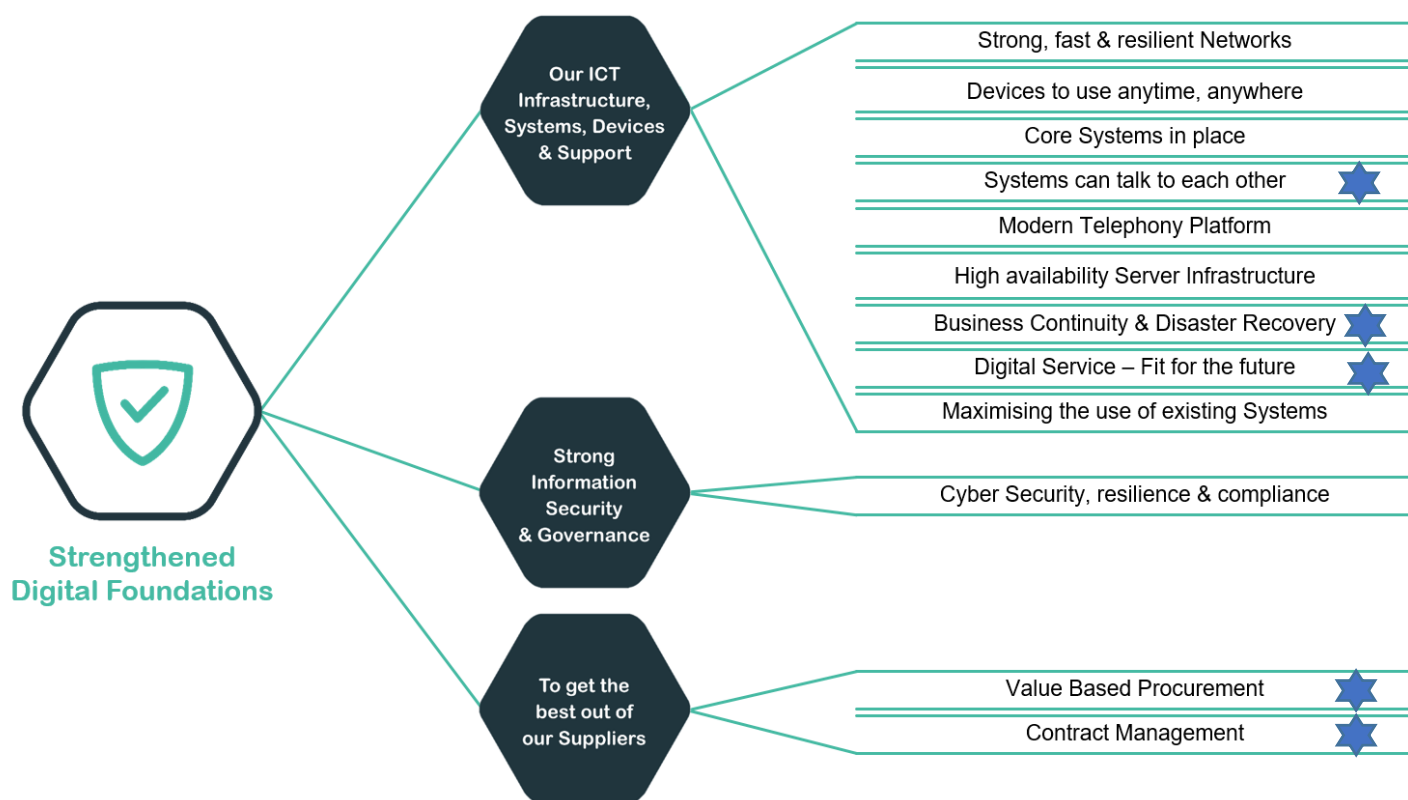 Strengthened
Digital Foundations
Our ICT
Infrastructure,
Systems, Devices
& Support
Strong, fast & resilient Networks
Devices to use anytime, anywhere
Core Systems in place
Systems can talk to each other
Modern Telephony Platform
High availability Server Infrastructure
Business Continuity & Disaster Recovery
Digital Service – Fit for the future
Maximising the use of existing Systems
Strong
Information
Security
& Governance
Cyber Security, resilience & compliance
To get the
best out of
our Suppliers
Value Based Procurement
Contract Management